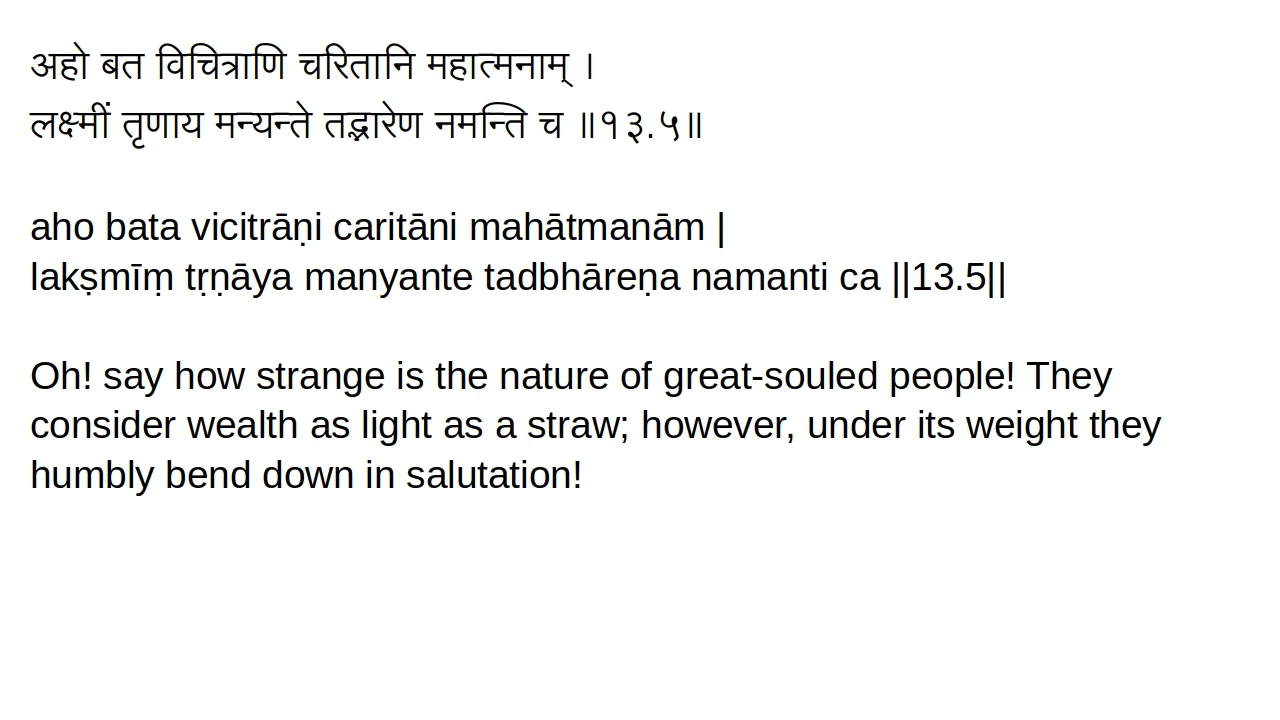 अहो बत विचित्राणि चरितानि महात्मनाम् ।
लक्ष्मीं तृणाय मन्यन्ते तद्भारेण नमन्ति च ॥१३.५॥
aho bata vicitrāṇi caritāni mahātmanām |
lakṣmīṃ tṛṇāya manyante tadbhāreṇa namanti ca ||13.5||
Oh! say how strange is the nature of great-souled people! They
consider wealth as light as a straw; however, under its weight they
humbly bend down in salutation!